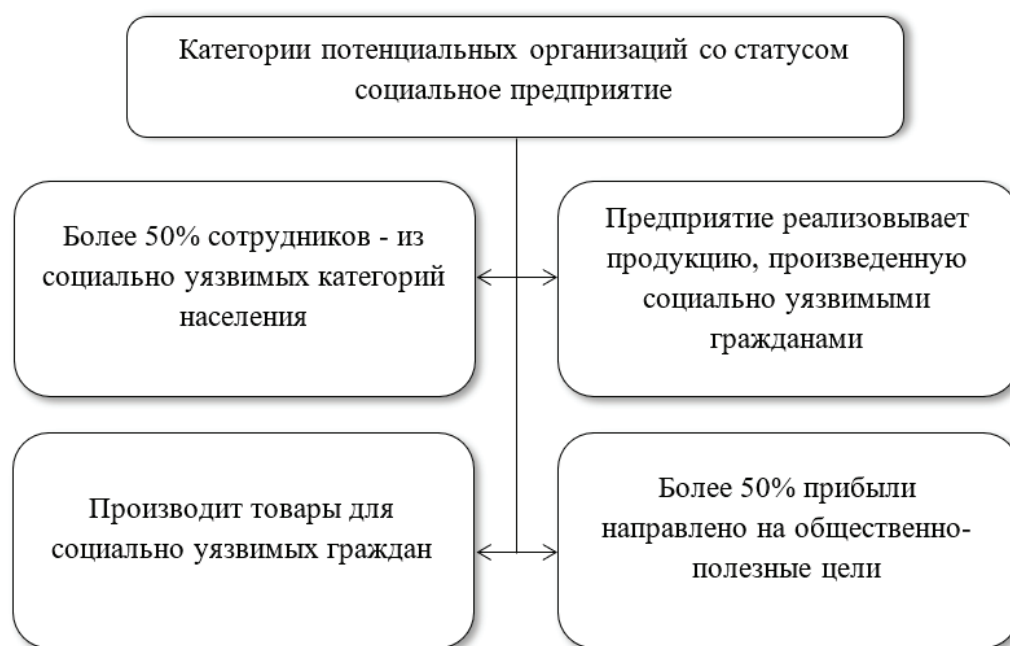 Категории потенциальных организаций со статусом
социальное предприятие
Более 50% сотрудников - из
социально уязвимых категорий
населения
Предприятие реализовывает
продукцию, произведенную
социально уязвимыми
гражданами
Производит товары для
социально уязвимых граждан
Более 50% прибыли
направлено на общественно-
полезные цели